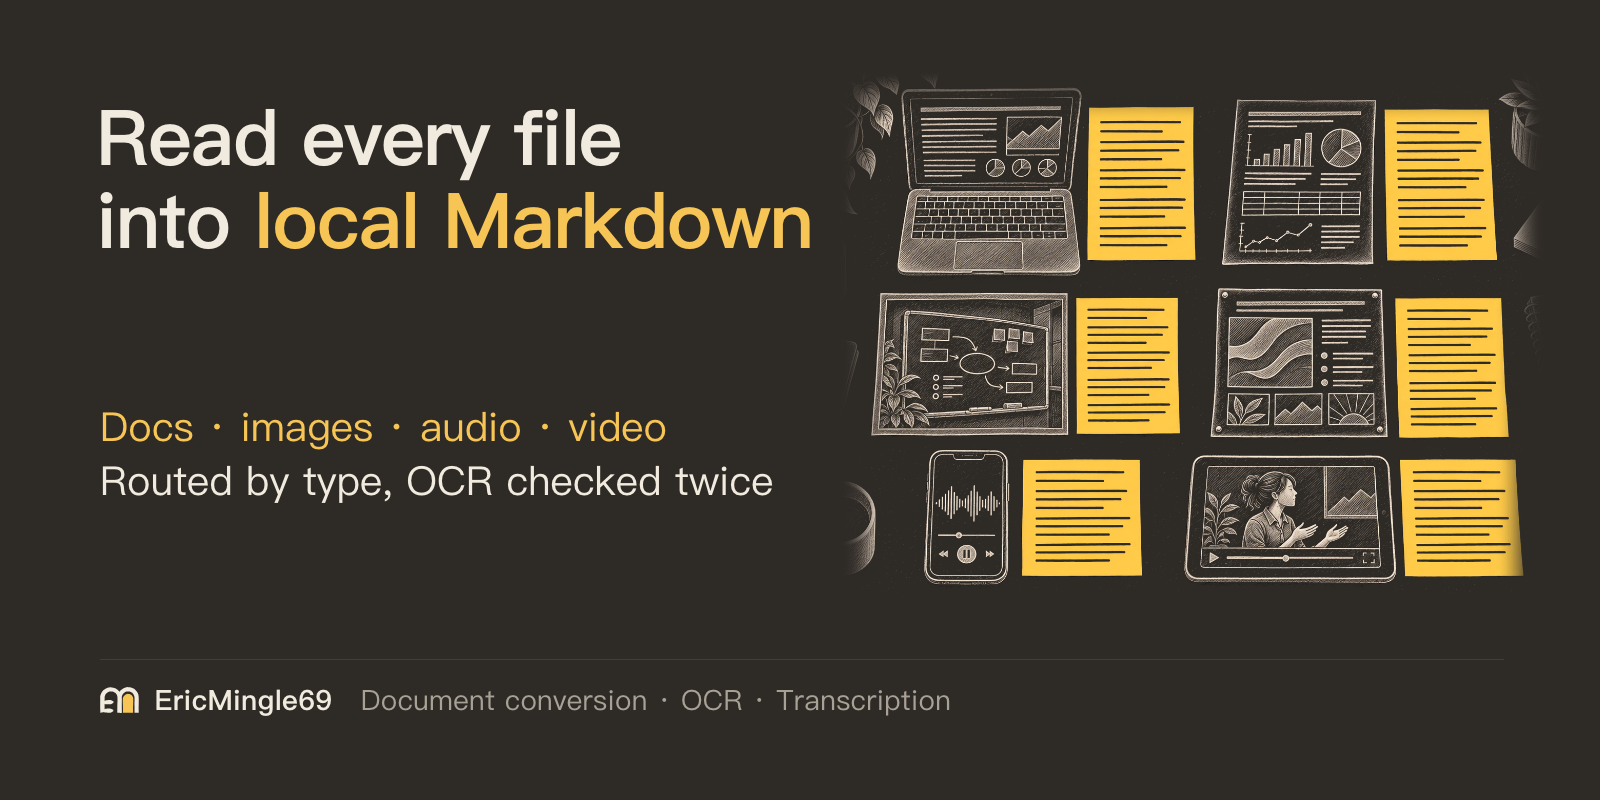 Read every file
into local Markdown
Docs · images · audio · video
Routed by type, OCR checked twice
EricMingle69 Document conversion · OCR · Transcription